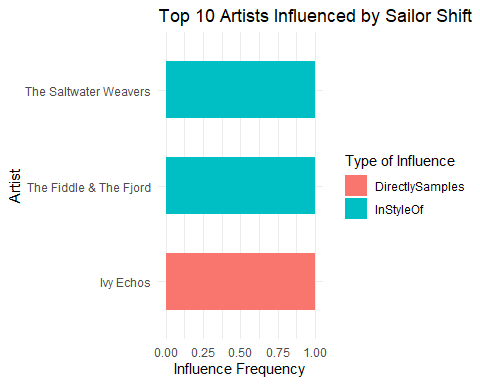 Top 10 Artists Influenced by Sailor Shift
Artist
The Saltwater Weavers
The Fiddle & The Fjord
Ivy Echos
0.00 0.25 0.50 0.75 1.00
Influence Frequency
Type of Influence
DirectlySamples
InStyleOf